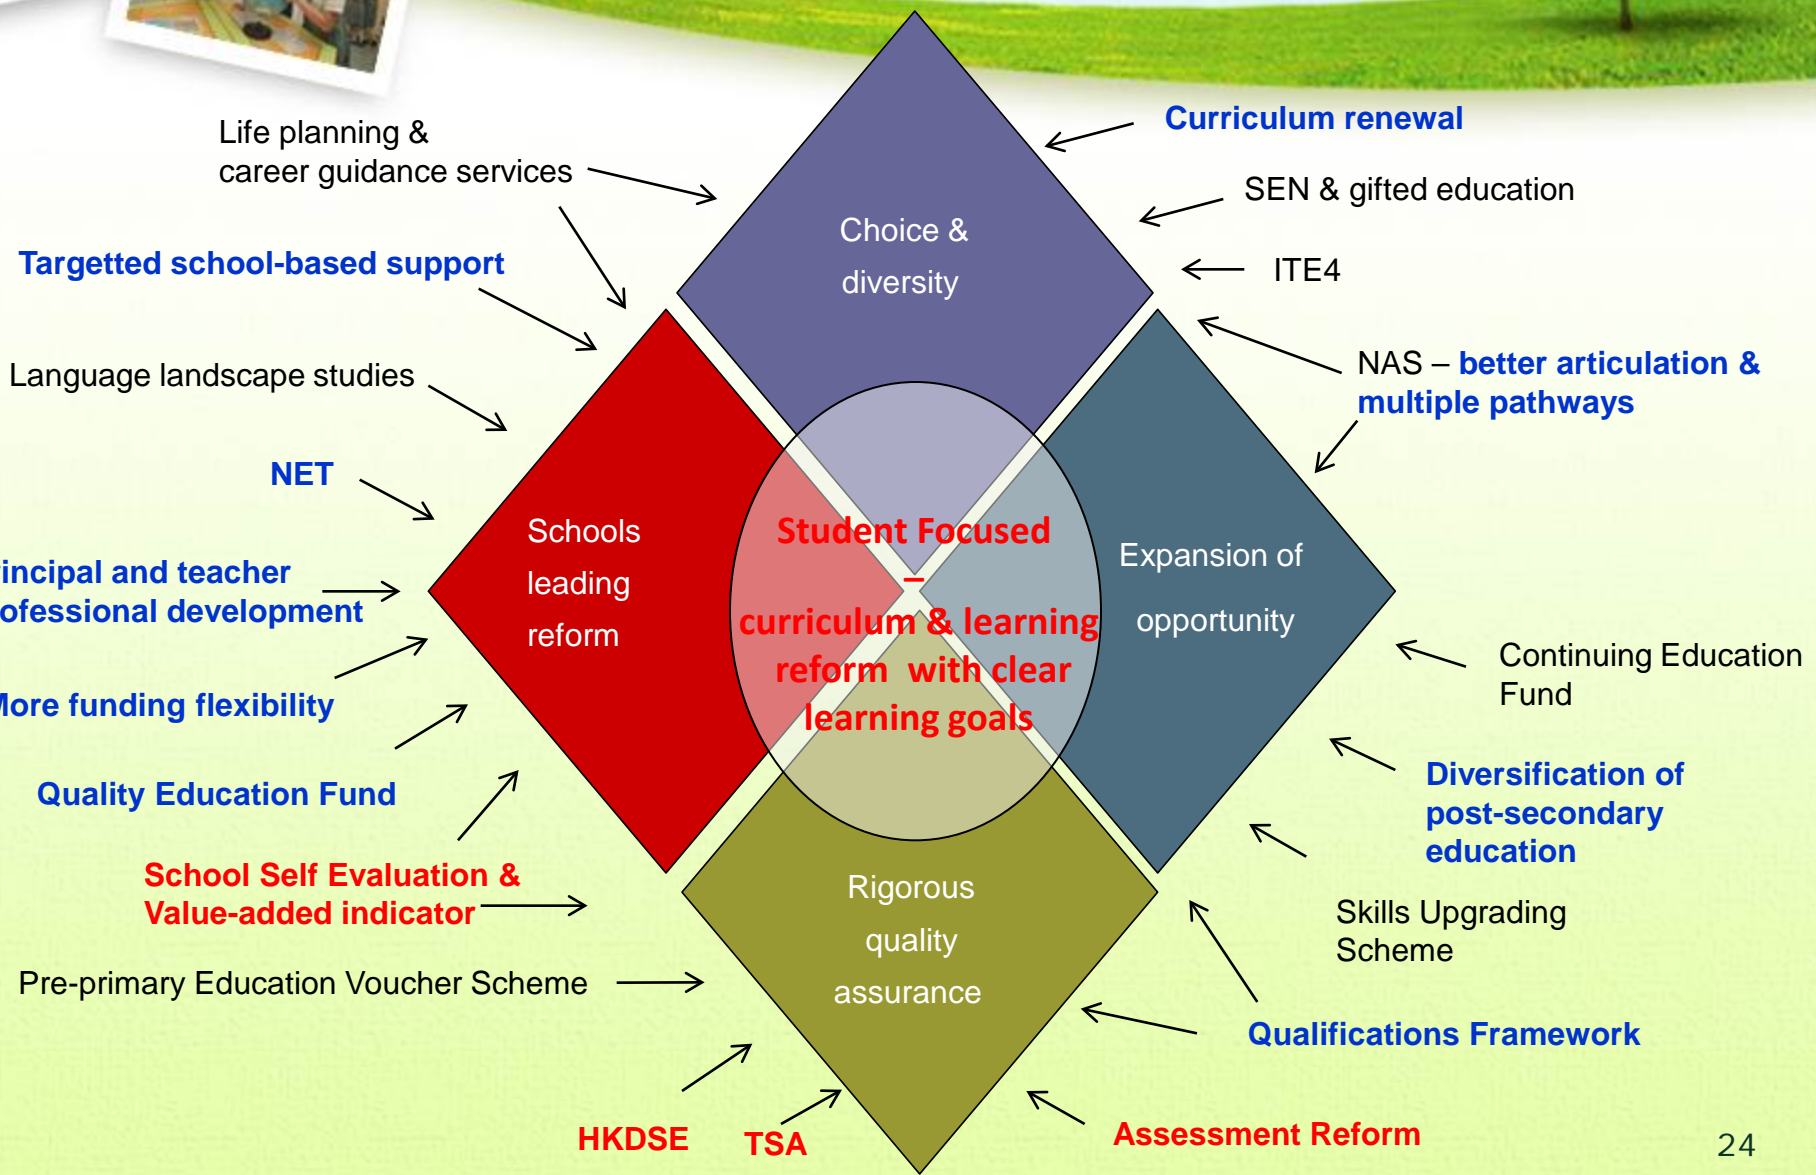 Life planning &
career guidance services
Targetted school-based support
Language landscape studies
NET
incipal and teacher
ofessional development
More funding flexibility
Quality Education Fund
School Self Evaluation &
Value-added indicator
Pre-primary Education Voucher Scheme
HKDSE
TSA
Choice &
diversity
Schools
leading
reform
Student Focused
–
curriculum & learning
reform with clear
learning goals
Expansion of
opportunity
Rigorous
quality
assurance
Curriculum renewal
SEN & gifted education
ITE4
NAS – better articulation &
multiple pathways
Continuing Education
Fund
Diversification of
post-secondary
education
Skills Upgrading
Scheme
Qualifications Framework
Assessment Reform
24